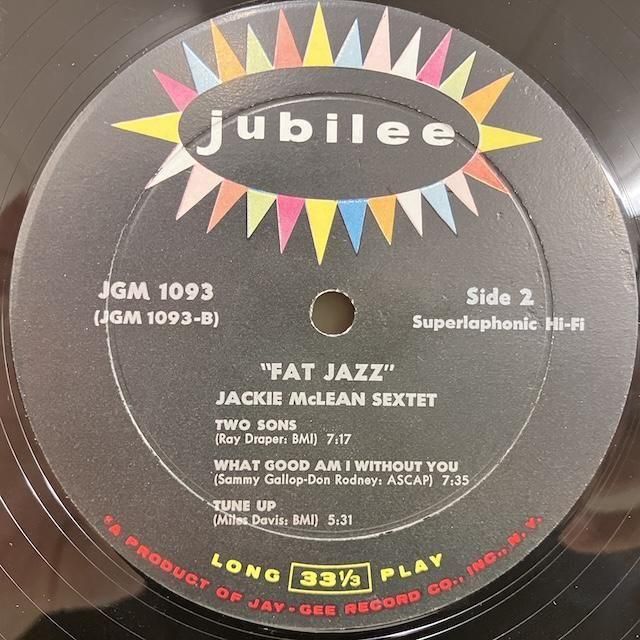 jubilee
JGM 1093
(JGM 1093-B)
Side 2
Superlaphonic Hi-Fi
"FAT JAZZ"
JACKIE McLEAN SEXTET
TWO SONS
(Ray Draper: BMI) 7:17
WHAT GOOD AM I WITHOUT YOU
(Sammy Gallop-Don Rodney: ASCAP) 7:35
TUNE UP
(Miles Davis: BMI) 5:31
LONG 33⅓ PLAY
"A PRODUCT OF JAY-GEE RECORD CO., INC., N. Y.